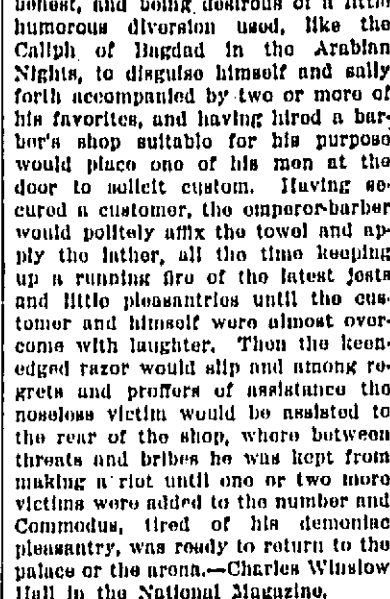 honest, and being desirous of a little
humorous diversion used, like the
Caliph of Bagdad in the Arabian
Nights, to disguise himself and sally
forth accompanied by two or more of
his favorites, and having hired a bar-
ber's shop suitable for his purpose
would place one of his men at the
door to solicit custom. Having se-
cured a customer, the emperor-barber
would politely affix the towel and ap-
ply the lather, all the time keeping
up a running fire of the latest jests
and little pleasantries until the cus-
tomer and himself were almost over-
come with laughter. Then the keen-
edged razor would slip and among re-
grets and proffers of assistance the
noseless victim would be assisted to
the rear of the shop, where between
threats and bribes he was kept from
making a riot until one or two more
victims were added to the number and
Commodus, tired of his demoniac
pleasantry, was ready to return to the
palace or the arena.—Charles Winslow
Hall in the National Magazine.